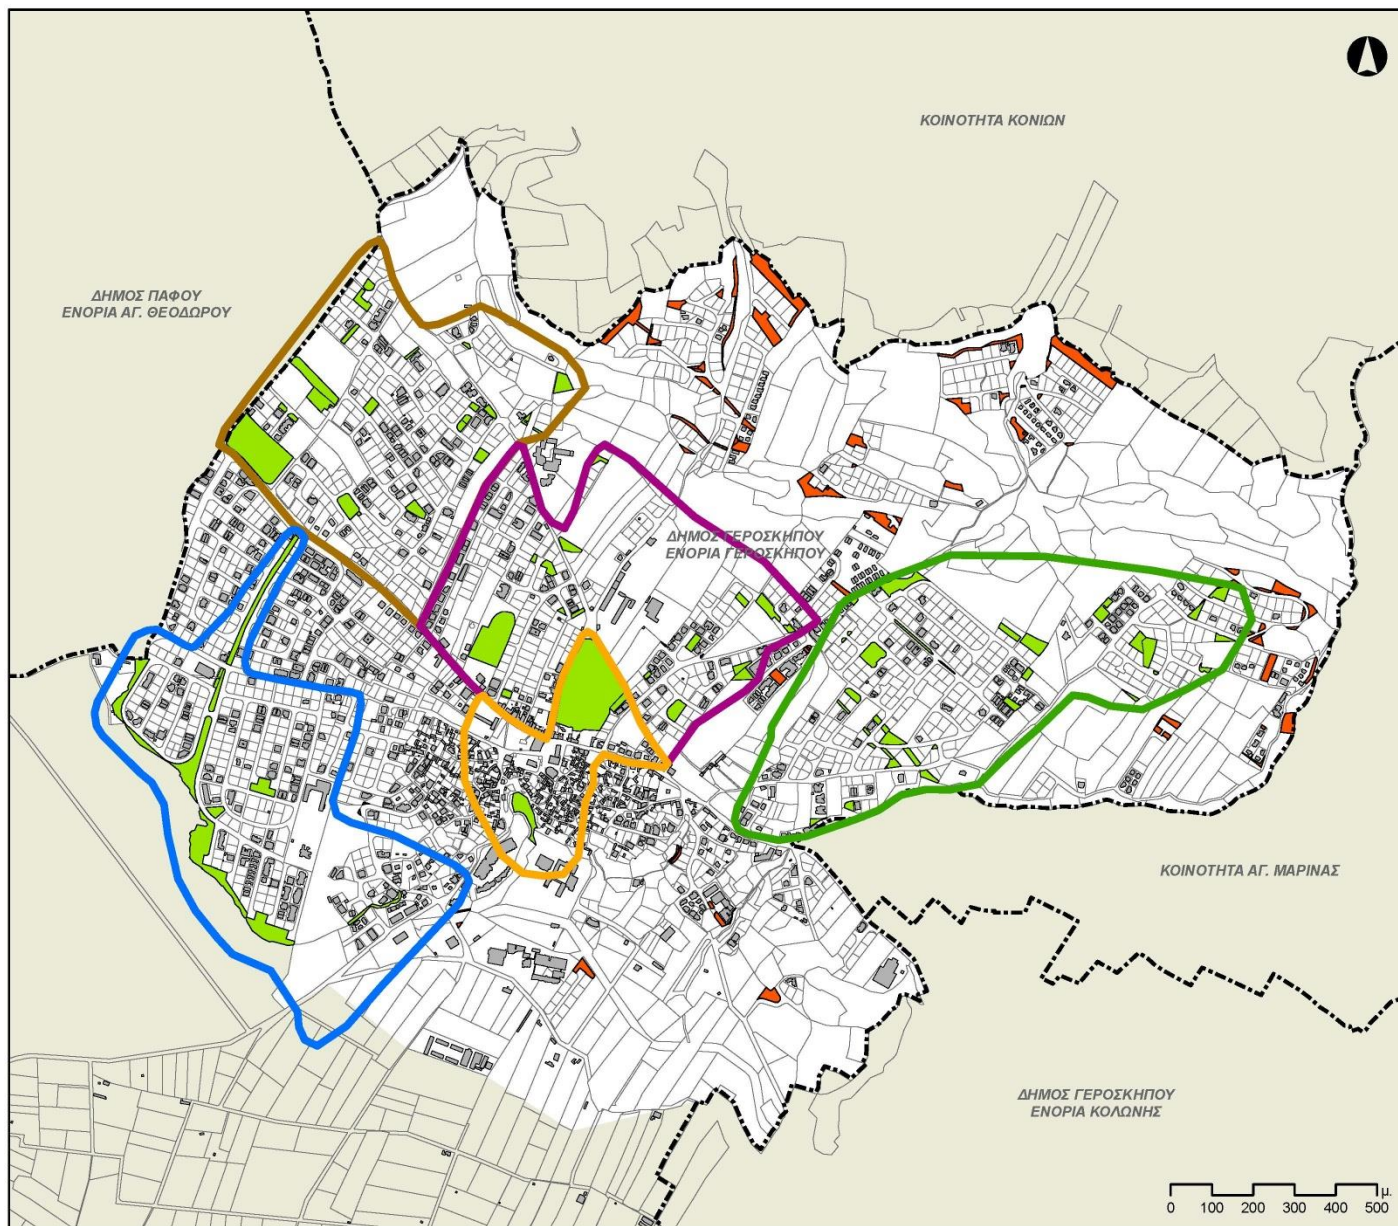 ΚΟΙΝΟΤΗΤΑ ΚΟΝΙΩΝ
ΔΗΜΟΣ ΠΑΦΟΥ
ΕΝΟΡΙΑ ΑΓ. ΘΕΟΔΩΡΟΥ
ΔΗΜΟΣ ΓΕΡΟΣΚΗΠΟΥ
ΕΝΟΡΙΑ ΓΕΡΟΣΚΗΠΟΥ
ΚΟΙΝΟΤΗΤΑ ΑΓ. ΜΑΡΙΝΑΣ
ΔΗΜΟΣ ΓΕΡΟΣΚΗΠΟΥ
ΕΝΟΡΙΑ ΚΟΛΩΝΗΣ
μ.
0 100 200 300 400 500